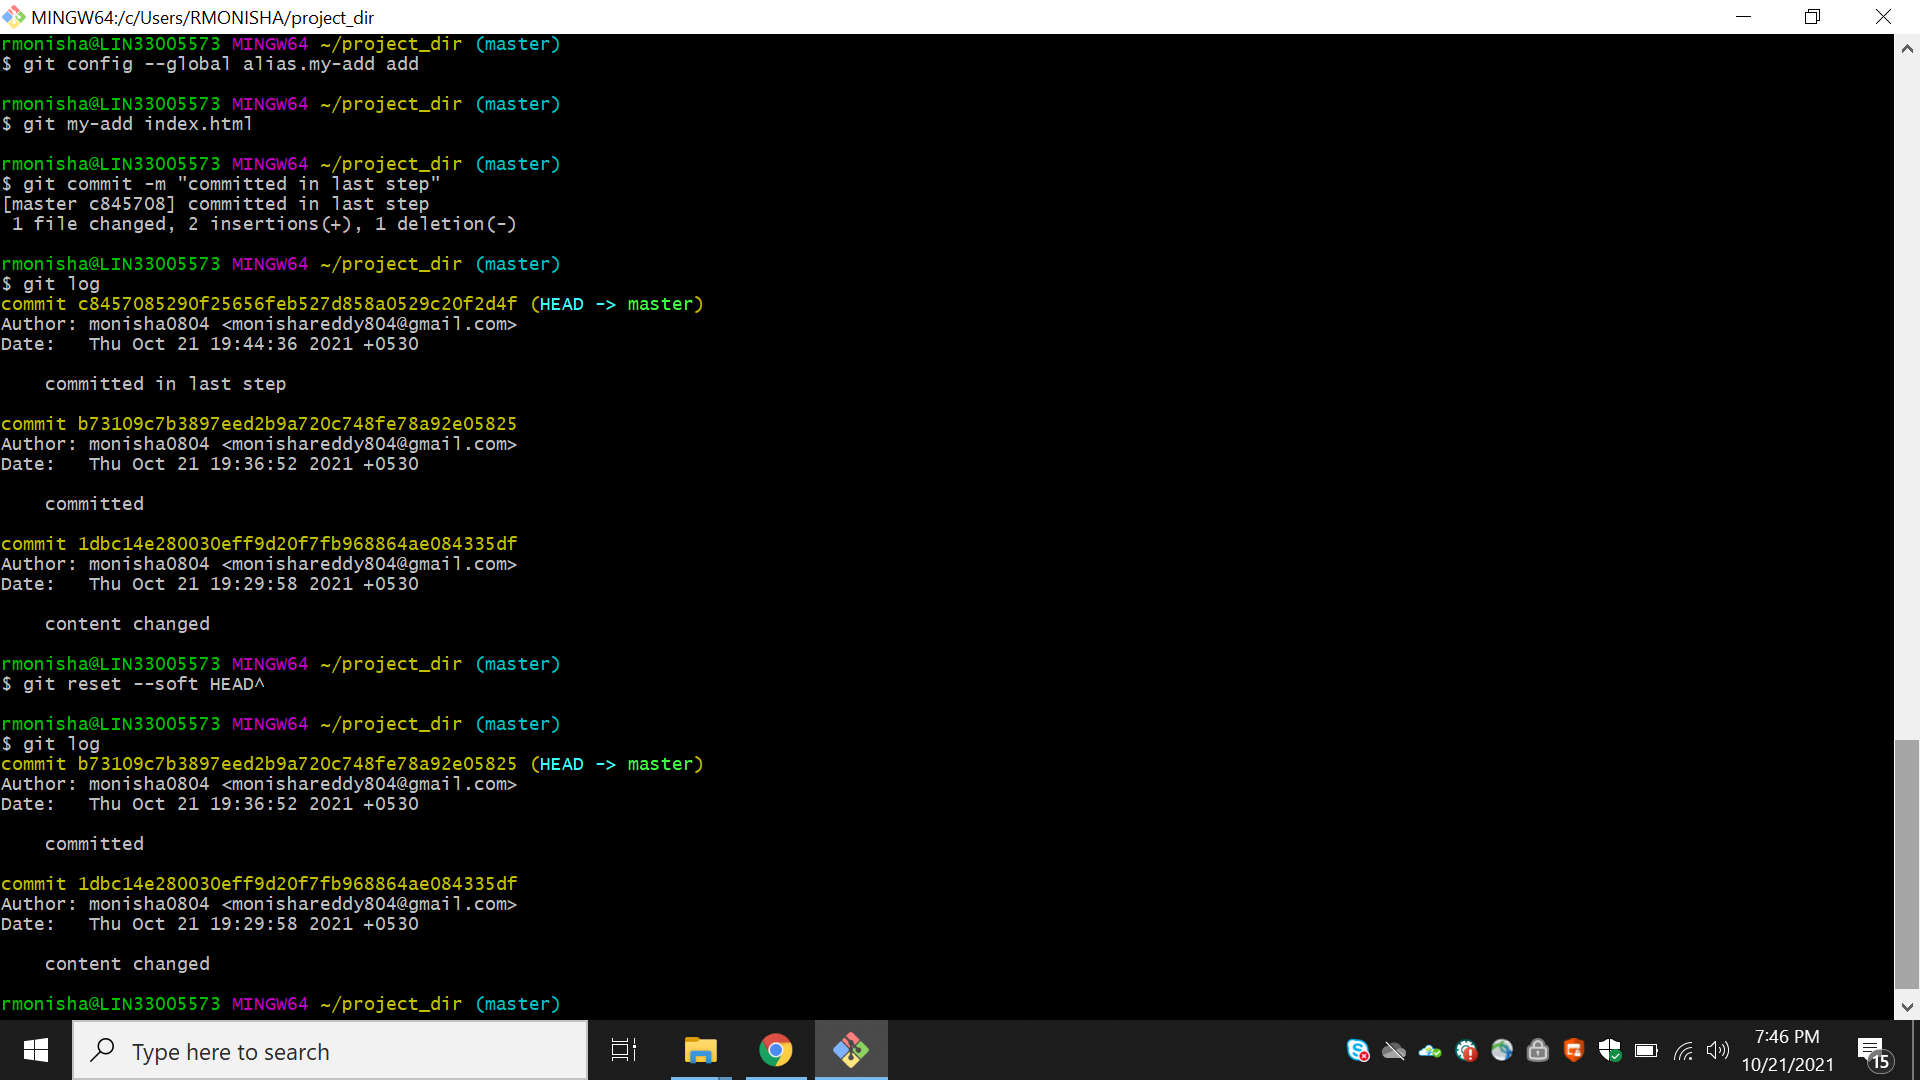 MINGW64:/c/Users/RMONISHA/project_dir
rmonisha@LIN33005573 MINGW64 ~/project_dir (master)
$ git config --global alias.my-add add
rmonisha@LIN33005573 MINGW64 ~/project_dir (master)
$ git my-add index.html
rmonisha@LIN33005573 MINGW64 ~/project_dir (master)
$ git commit -m "committed in last step"
[master c845708] committed in last step
 1 file changed, 2 insertions(+), 1 deletion(-)
rmonisha@LIN33005573 MINGW64 ~/project_dir (master)
$ git log
commit c8457085290f25656feb527d858a0529c20f2d4f (HEAD -> master)
Author: monisha0804 <monishareddy804@gmail.com>
Date:   Thu Oct 21 19:44:36 2021 +0530
    committed in last step
commit b73109c7b3897eed2b9a720c748fe78a92e05825
Author: monisha0804 <monishareddy804@gmail.com>
Date:   Thu Oct 21 19:36:52 2021 +0530
    committed
commit 1dbc14e280030eff9d20f7fb968864ae084335df
Author: monisha0804 <monishareddy804@gmail.com>
Date:   Thu Oct 21 19:29:58 2021 +0530
    content changed
rmonisha@LIN33005573 MINGW64 ~/project_dir (master)
$ git reset --soft HEAD^
rmonisha@LIN33005573 MINGW64 ~/project_dir (master)
$ git log
commit b73109c7b3897eed2b9a720c748fe78a92e05825 (HEAD -> master)
Author: monisha0804 <monishareddy804@gmail.com>
Date:   Thu Oct 21 19:36:52 2021 +0530
    committed
commit 1dbc14e280030eff9d20f7fb968864ae084335df
Author: monisha0804 <monishareddy804@gmail.com>
Date:   Thu Oct 21 19:29:58 2021 +0530
    content changed
rmonisha@LIN33005573 MINGW64 ~/project_dir (master)
Type here to search
7:46 PM
10/21/2021
15